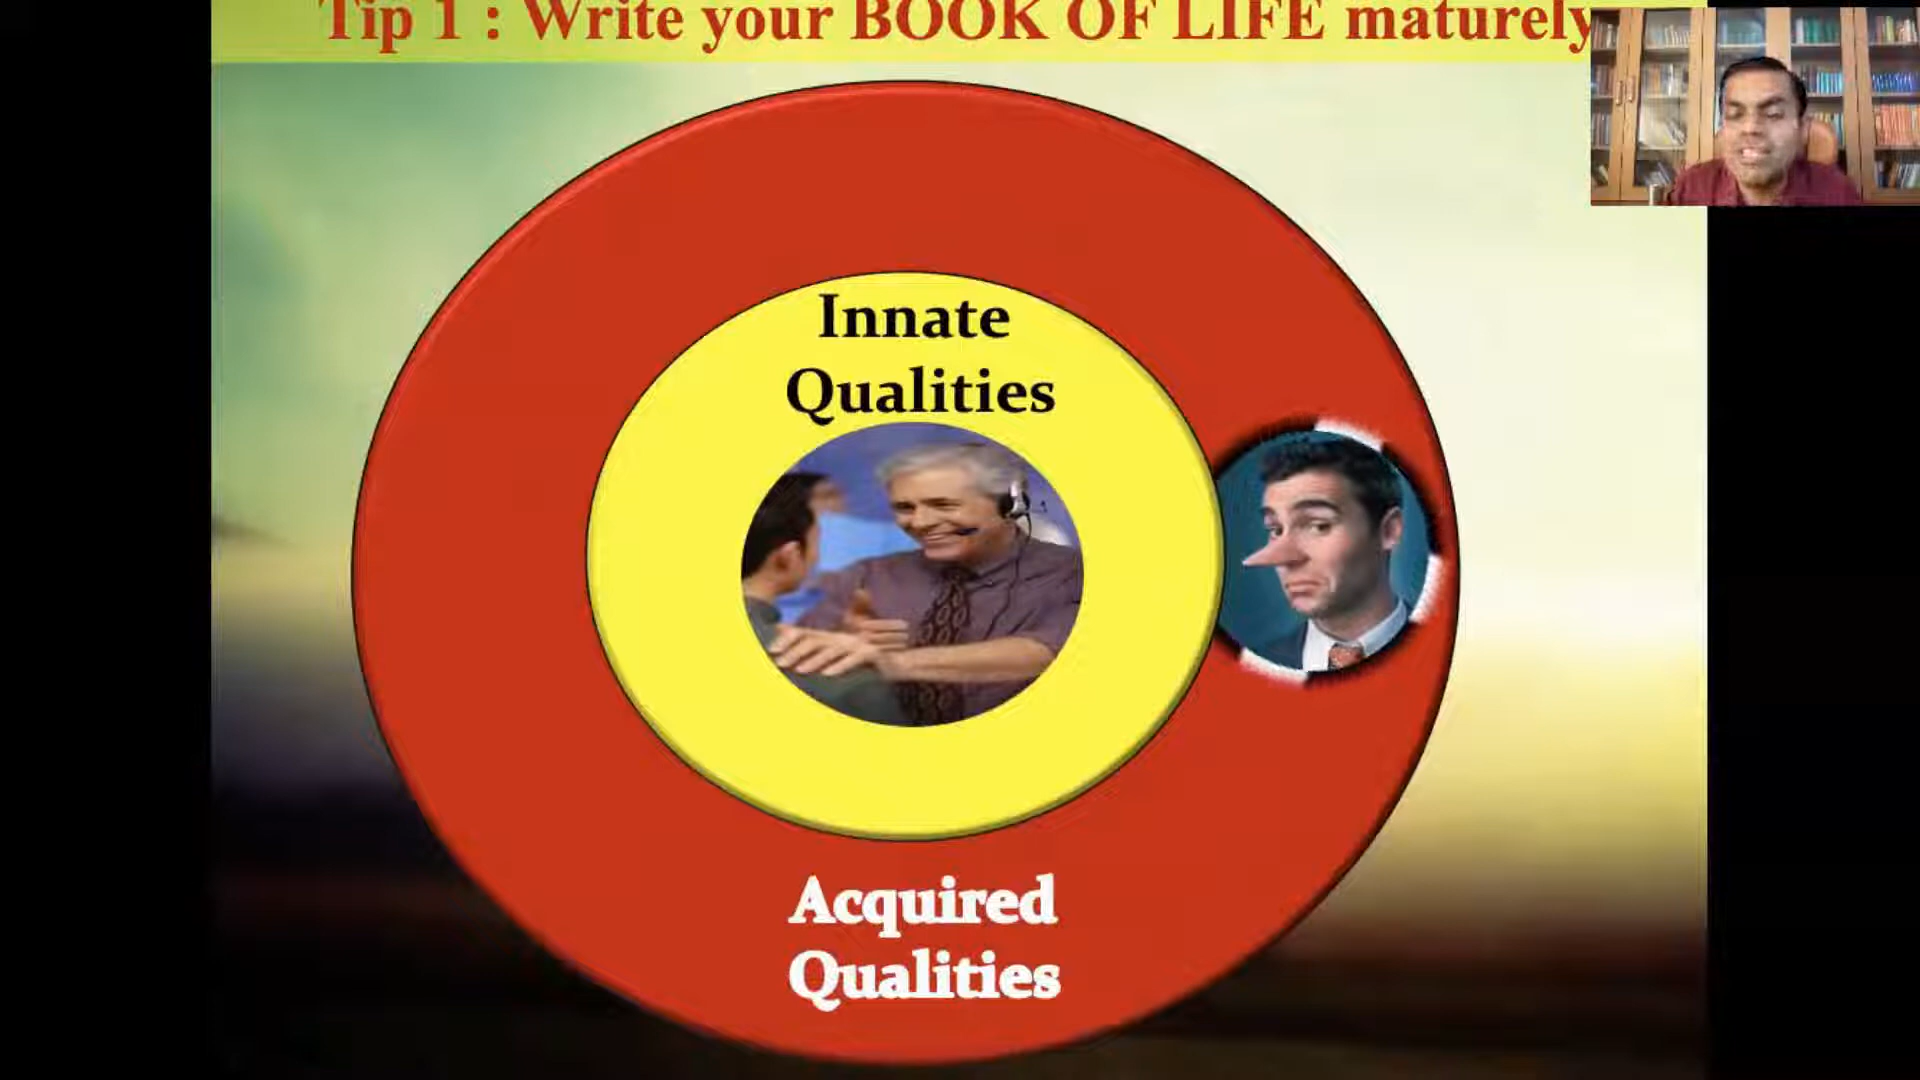 Tip 1 : Write your BOOK OF LIFE maturely
Innate
Qualities
Acquired
Qualities